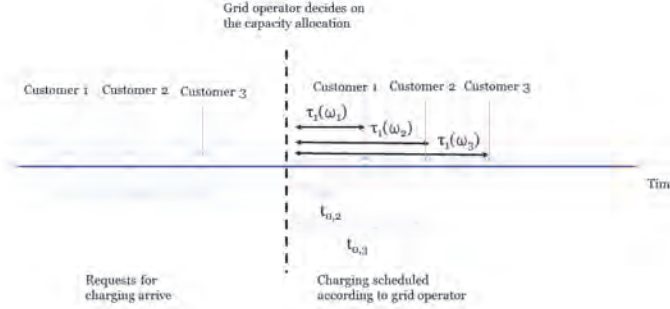 Grid operator decides on
the capacity allocation
Customer 1 Customer 2 Customer 3 Customer 1 Customer 2 Customer 3
τ₁(ω₁)
τ₁(ω₂)
τ₁(ω₃)
Tim
t₀,₂
t₀,₃
Requests for
charging arrive
Charging scheduled
according to grid operator